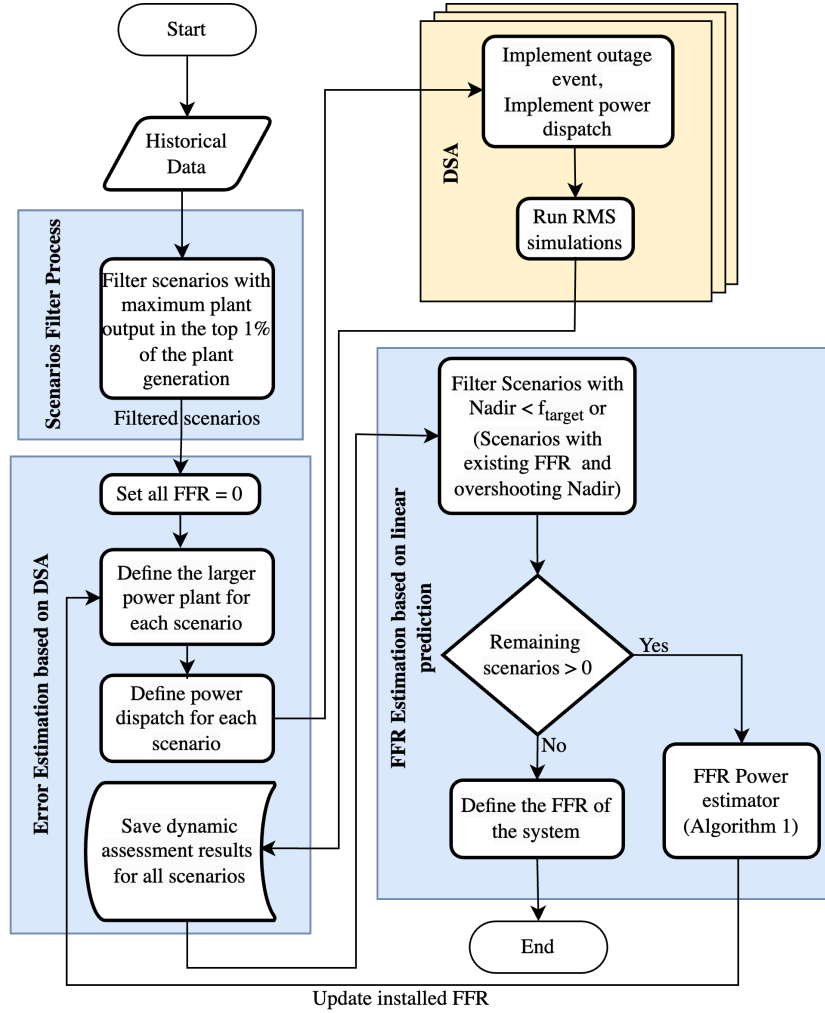 Start
Historical
Data
Scenarios Filter Process
Filter scenarios with
maximum plant
output in the top 1%
of the plant
generation
Filtered scenarios
Error Estimation based on DSA
Set all FFR = 0
Define the larger
power plant for
each scenario
Define power
dispatch for each
scenario
Save dynamic
assessment results
for all scenarios
DSA
Implement outage
event,
Implement power
dispatch
Run RMS
simulations
FFR Estimation based on linear
prediction
Filter Scenarios with
Nadir < f_target or
(Scenarios with
existing FFR and
overshooting Nadir)
Remaining
scenarios > 0
Yes
No
Define the FFR of
the system
FFR Power
estimator
(Algorithm 1)
End
Update installed FFR